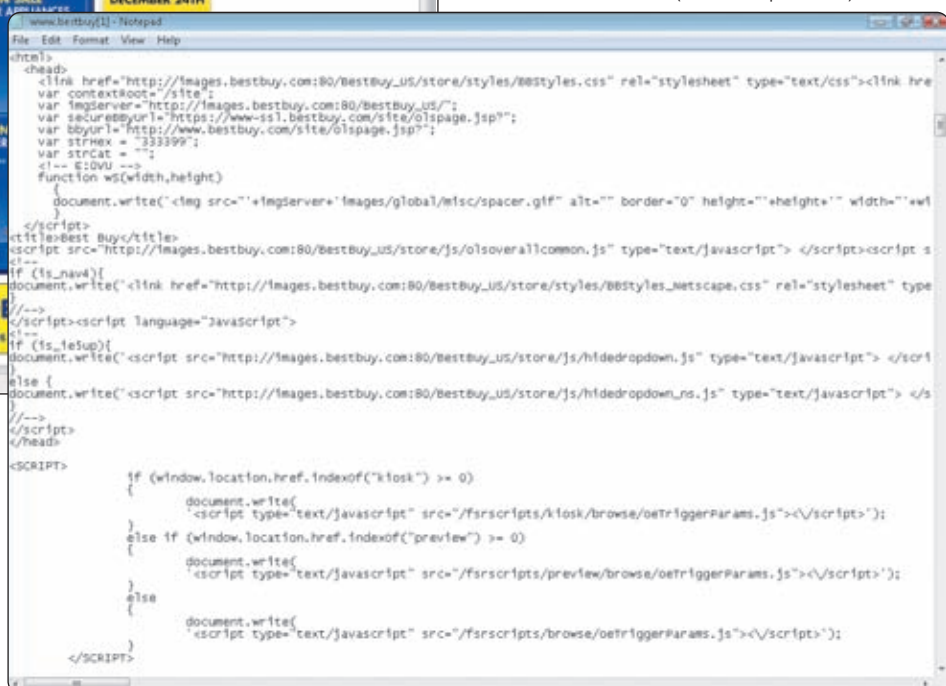 APPLIANCES
DECEMBER 24TH
www.bestbuy[1] - Notepad
File Edit Format View Help
<html>
<head>
<link href="http://images.bestbuy.com:80/BestBuy_US/store/styles/BBStyles.css" rel="stylesheet" type="text/css"><link hre
var contextRoot="/site";
var imgServer="http://images.bestbuy.com:80/BestBuy_US/";
var secureBBYUrl="https://www-ssl.bestbuy.com/site/olspage.jsp?";
var bbyUrl="http://www.bestbuy.com/site/olspage.jsp?";
var strHex = "333399";
var strCat = "";
<!-- E:OVU -->
function ws(width,height)
{
document.write('<img src="'+imgServer+'images/global/misc/spacer.gif" alt="" border="0" height="'+height+'" width="'+wi
}
</script>
<title>Best Buy</title>
<script src="http://images.bestbuy.com:80/BestBuy_US/store/js/olsoverallcommon.js" type="text/javascript"> </script><script s
<!--
if (is_nav4){
document.write('<link href="http://images.bestbuy.com:80/BestBuy_US/store/styles/BBStyles_Netscape.css" rel="stylesheet" type
}
//-->
</script><script language="JavaScript">
<!--
if (is_ie5up){
document.write('<script src="http://images.bestbuy.com:80/BestBuy_US/store/js/hidedropdown.js" type="text/javascript"> </scri
}
else {
document.write('<script src="http://images.bestbuy.com:80/BestBuy_US/store/js/hidedropdown_ns.js" type="text/javascript"> </s
}
//-->
</script>
</head>
<SCRIPT>
if (window.location.href.indexOf("kiosk") >= 0)
{
document.write(
'<script type="text/javascript" src="/fsrscripts/kiosk/browse/oeTriggerParams.js"><\/script>');
}
else if (window.location.href.indexOf("preview") >= 0)
{
document.write(
'<script type="text/javascript" src="/fsrscripts/preview/browse/oeTriggerParams.js"><\/script>');
}
else
{
document.write(
'<script type="text/javascript" src="/fsrscripts/browse/oeTriggerParams.js"><\/script>');
}
</SCRIPT>